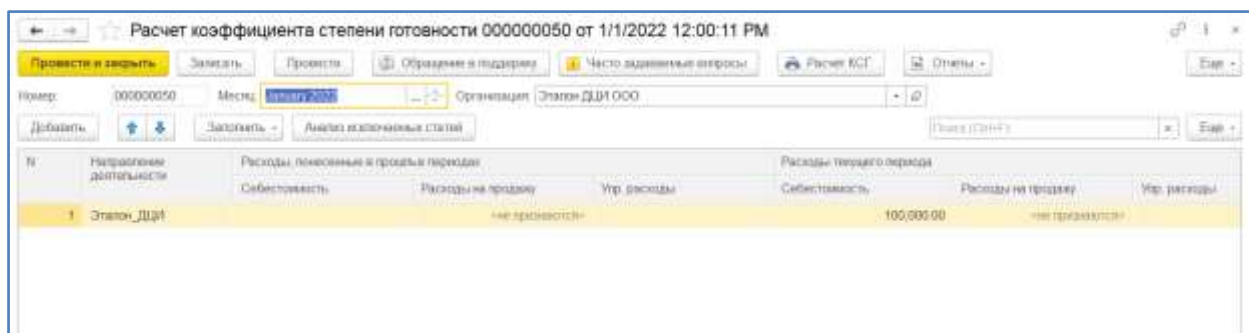 Расчет коэффициента степени готовности 000000050 от 1/1/2022 12:00:11 PM
Провести и закрыть Записать Провести Обращение в поддержку Часто задаваемые вопросы Расчет КСГ Отчеты Еще
Номер: 000000050 Месяц: January 2022 ... Организация: Эталон ДЦИ ООО
Добавить Заполнить Анализ исключаемых статей Поиск (Ctrl+F) × Еще
N Направление деятельности Расходы, понесенные в прошлых периодах Расходы текущего периода
Себестоимость Расходы на продажу Упр. расходы Себестоимость Расходы на продажу Упр. расходы
1 Эталон_ДЦИ <не признаются> 100,000.00 <не признаются>